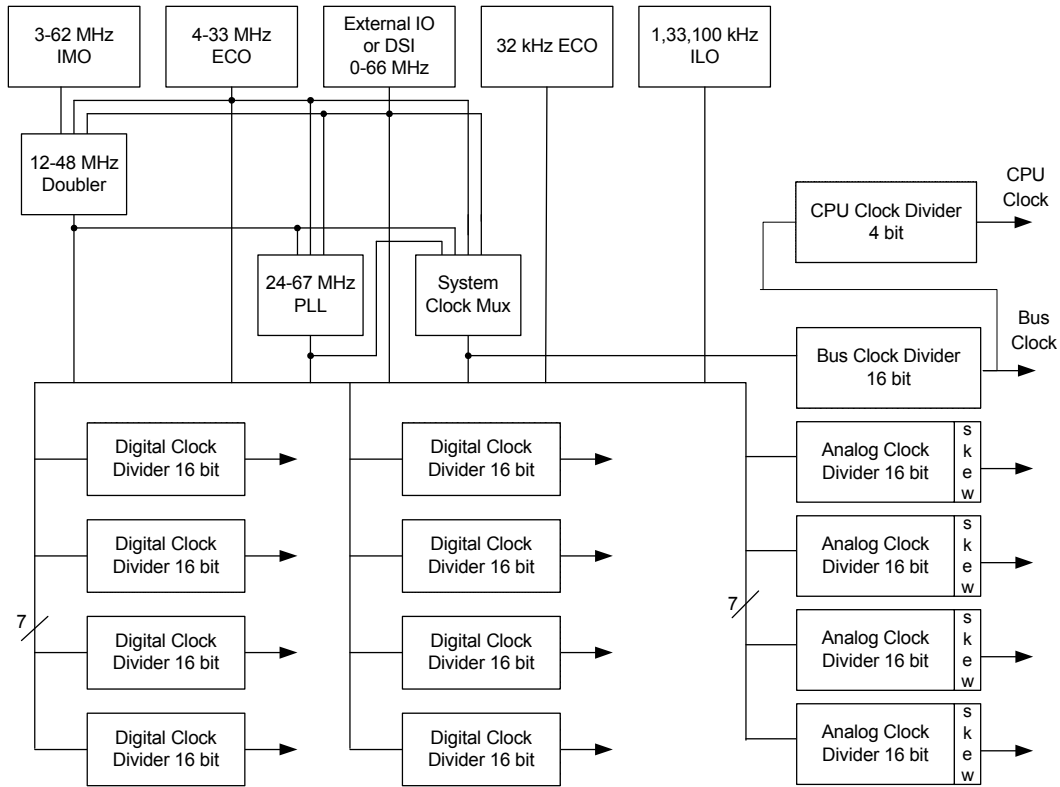 3-62 MHz
IMO
4-33 MHz
ECO
External IO
or DSI
0-66 MHz
32 kHz ECO
1,33,100 kHz
ILO
12-48 MHz
Doubler
24-67 MHz
PLL
System
Clock Mux
CPU Clock Divider
4 bit
CPU
Clock
Bus Clock Divider
16 bit
Bus
Clock
Digital Clock
Divider 16 bit
Digital Clock
Divider 16 bit
Analog Clock
Divider 16 bit
skew
Digital Clock
Divider 16 bit
Digital Clock
Divider 16 bit
Analog Clock
Divider 16 bit
skew
7
7
Digital Clock
Divider 16 bit
Digital Clock
Divider 16 bit
Analog Clock
Divider 16 bit
skew
Digital Clock
Divider 16 bit
Digital Clock
Divider 16 bit
Analog Clock
Divider 16 bit
skew